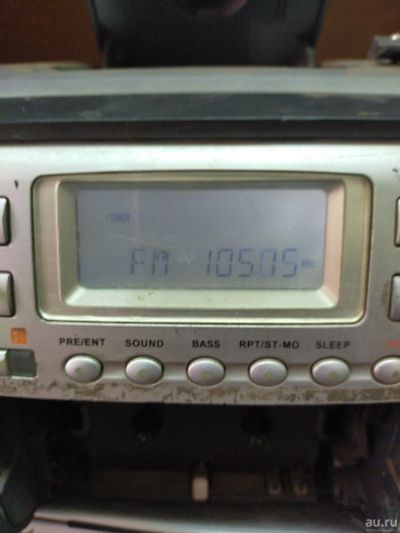 TUNER
FM 105.05 MHz
PRE/ENT SOUND BASS RPT/ST-MO SLEEP
au.ru